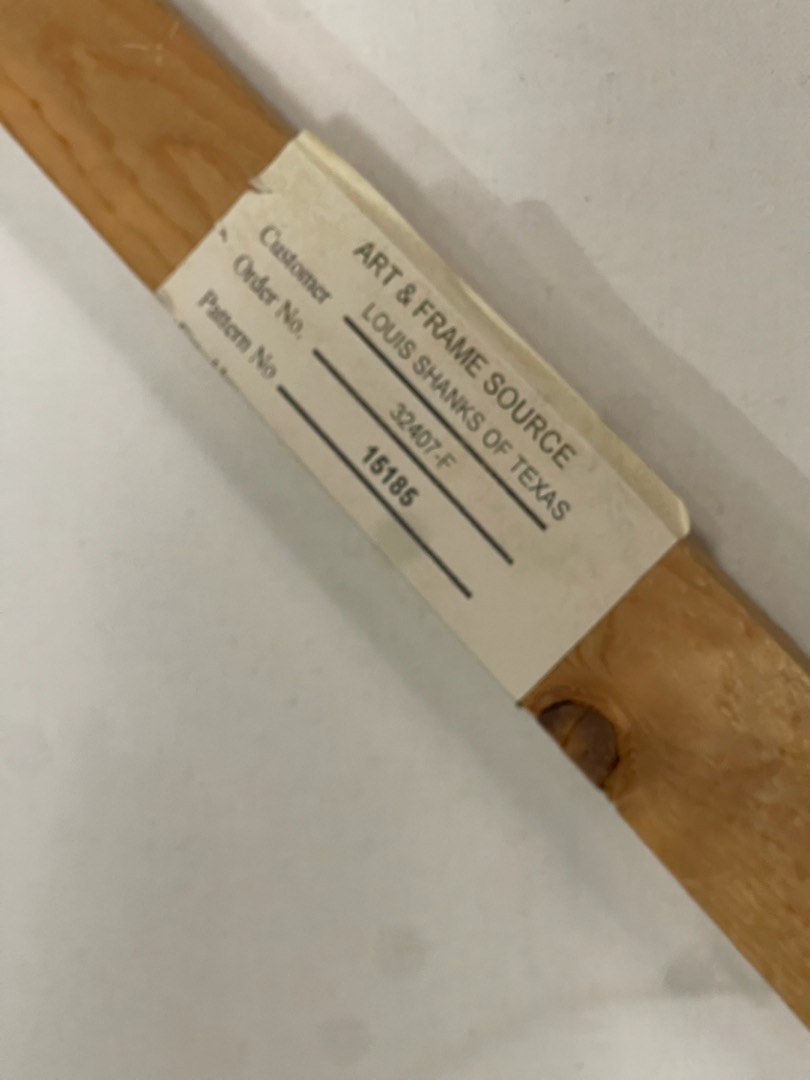 ART & FRAME SOURCE
Customer LOUIS SHANKS OF TEXAS
Order No. 32407-F
Pattern No 15185